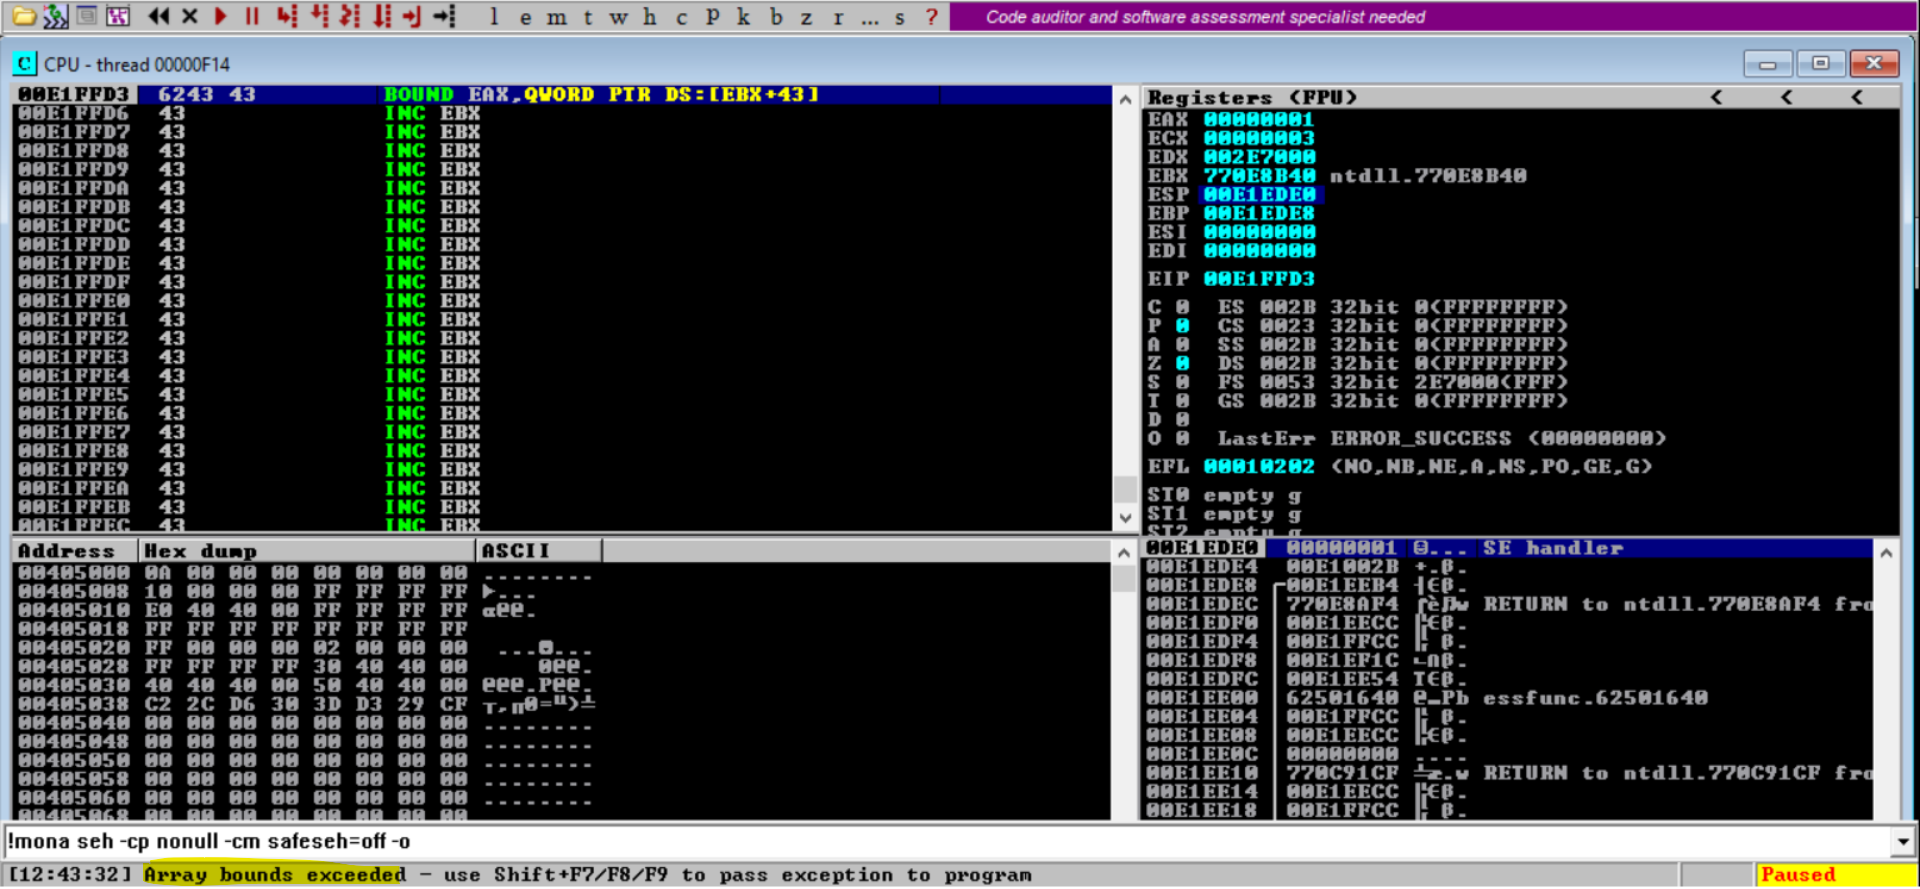 l e m t w h c P k b z r ... s ? Code auditor and software assessment specialist needed
C CPU - thread 00000F14
00E1FFD3 6243 43 BOUND EAX,QWORD PTR DS:[EBX+43]
00E1FFD6 43 INC EBX
00E1FFD7 43 INC EBX
00E1FFD8 43 INC EBX
00E1FFD9 43 INC EBX
00E1FFDA 43 INC EBX
00E1FFDB 43 INC EBX
00E1FFDC 43 INC EBX
00E1FFDD 43 INC EBX
00E1FFDE 43 INC EBX
00E1FFDF 43 INC EBX
00E1FFE0 43 INC EBX
00E1FFE1 43 INC EBX
00E1FFE2 43 INC EBX
00E1FFE3 43 INC EBX
00E1FFE4 43 INC EBX
00E1FFE5 43 INC EBX
00E1FFE6 43 INC EBX
00E1FFE7 43 INC EBX
00E1FFE8 43 INC EBX
00E1FFE9 43 INC EBX
00E1FFEA 43 INC EBX
00E1FFEB 43 INC EBX
00E1FFEC 43 INC EBX
Registers (FPU) < < <
EAX 00000001
ECX 00000003
EDX 002E7000
EBX 770E8B40 ntdll.770E8B40
ESP 00E1EDE0
EBP 00E1EDE8
ESI 00000000
EDI 00000000
EIP 00E1FFD3
C 0 ES 002B 32bit 0(FFFFFFFF)
P 0 CS 0023 32bit 0(FFFFFFFF)
A 0 SS 002B 32bit 0(FFFFFFFF)
Z 0 DS 002B 32bit 0(FFFFFFFF)
S 0 FS 0053 32bit 2E7000(FFF)
T 0 GS 002B 32bit 0(FFFFFFFF)
D 0
O 0 LastErr ERROR_SUCCESS (00000000)
EFL 00010202 (NO,NB,NE,A,NS,PO,GE,G)
ST0 empty g
ST1 empty g
ST2 empty g
Address Hex dump ASCII
00405000 0A 00 00 00 00 00 00 00 ........
00405008 10 00 00 00 FF FF FF FF ►...
00405010 E0 40 40 00 FF FF FF FF α@@.
00405018 FF FF FF FF FF FF FF FF
00405020 FF 00 00 00 02 00 00 00 ...☻...
00405028 FF FF FF FF 30 40 40 00 0@@.
00405030 40 40 40 00 50 40 40 00 @@@.P@@.
00405038 C2 2C D6 30 3D D3 29 CF
00405040 00 00 00 00 00 00 00 00 ........
00405048 00 00 00 00 00 00 00 00 ........
00405050 00 00 00 00 00 00 00 00 ........
00405058 00 00 00 00 00 00 00 00 ........
00405060 00 00 00 00 00 00 00 00 ........
00405068 00 00 00 00 00 00 00 00
00E1EDE0 00000001 ☺... SE handler
00E1EDE4 00E1002B +.ß.
00E1EDE8 00E1EEB4 ┤∈ß.
00E1EDEC 770E8AF4 RETURN to ntdll.770E8AF4 fro
00E1EDF0 00E1EECC ╠∈ß.
00E1EDF4 00E1FFCC ╠ ß.
00E1EDF8 00E1EF1C ∟∩ß.
00E1EDFC 00E1EE54 T∈ß.
00E1EE00 62501640 @▬Pb essfunc.62501640
00E1EE04 00E1FFCC ╠ ß.
00E1EE08 00E1EECC ╠∈ß.
00E1EE0C 00000000 ....
00E1EE10 770C91CF RETURN to ntdll.770C91CF fro
00E1EE14 00E1EECC ╠∈ß.
00E1EE18 00E1FFCC ╠ ß.
!mona seh -cp nonull -cm safeseh=off -o
[12:43:32] Array bounds exceeded - use Shift+F7/F8/F9 to pass exception to program Paused